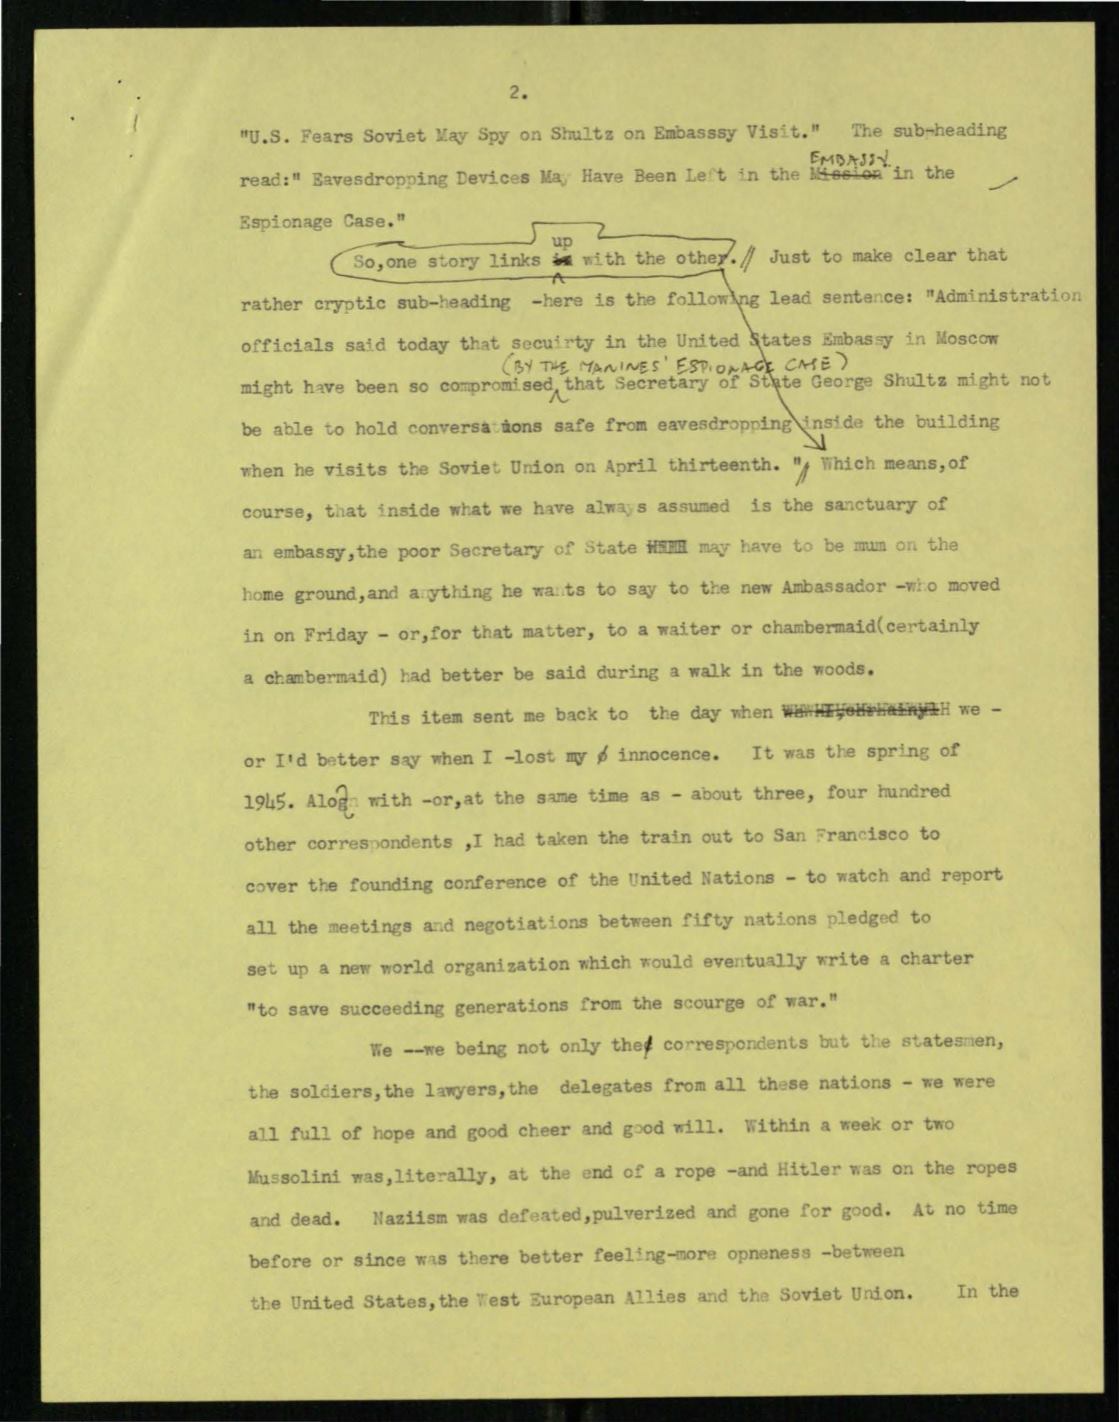 2.
"U.S. Fears Soviet May Spy on Shultz on Embasssy Visit." The sub-heading
EMBASSY
read:" Eavesdropping Devices May Have Been Left in the Mission in the
Espionage Case."
up
So,one story links in with the other.// Just to make clear that
rather cryptic sub-heading -here is the following lead sentence: "Administration
officials said today that secuirty in the United States Embassy in Moscow
(BY THE MARINES' ESPIONAGE CASE)
might have been so compromised that Secretary of State George Shultz might not
be able to hold conversations safe from eavesdropping inside the building
when he visits the Soviet Union on April thirteenth. "// Which means,of
course, that inside what we have always assumed is the sanctuary of
an embassy,the poor Secretary of State may have to be mum on the
home ground,and anything he wants to say to the new Ambassador -who moved
in on Friday - or,for that matter, to a waiter or chambermaid(certainly
a chambermaid) had better be said during a walk in the woods.
This item sent me back to the day when we -
or I'd better say when I -lost my innocence. It was the spring of
1945. Alogn with -or,at the same time as - about three, four hundred
other correspondents ,I had taken the train out to San Francisco to
cover the founding conference of the United Nations - to watch and report
all the meetings and negotiations between fifty nations pledged to
set up a new world organization which would eventually write a charter
"to save succeeding generations from the scourge of war."
We --we being not only the correspondents but the statesmen,
the soldiers,the lawyers,the delegates from all these nations - we were
all full of hope and good cheer and good will. Within a week or two
Mussolini was,literally, at the end of a rope -and Hitler was on the ropes
and dead. Naziism was defeated,pulverized and gone for good. At no time
before or since was there better feeling-more opneness -between
the United States,the West European Allies and the Soviet Union. In the